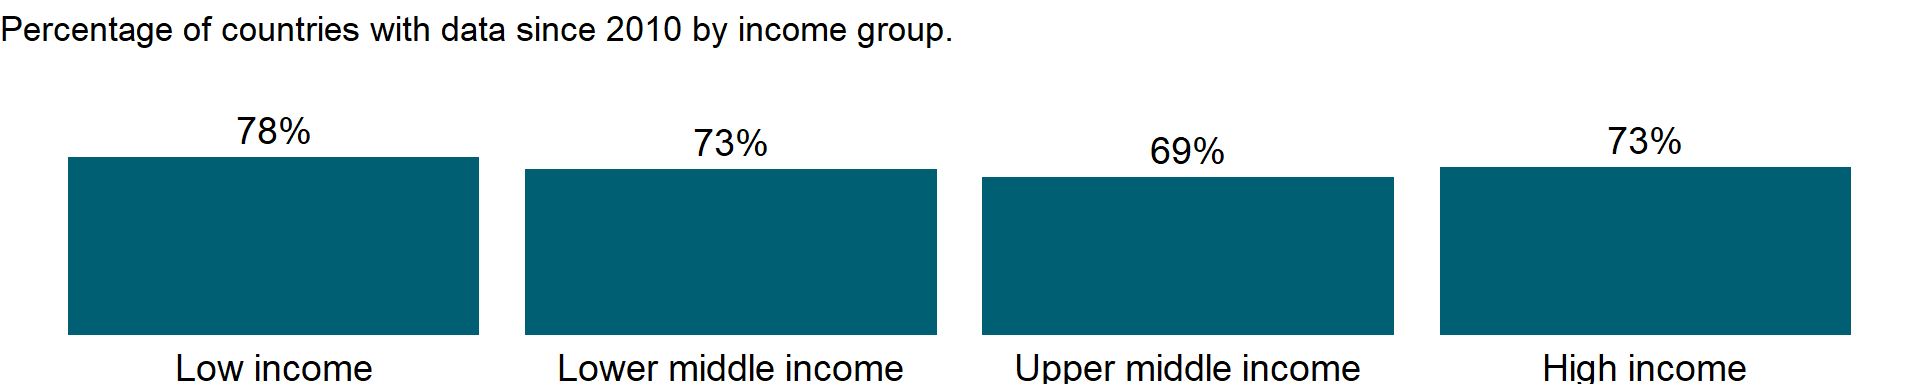 Percentage of countries with data since 2010 by income group.
78%
73%
69%
73%
Low income
Lower middle income
Upper middle income
High income